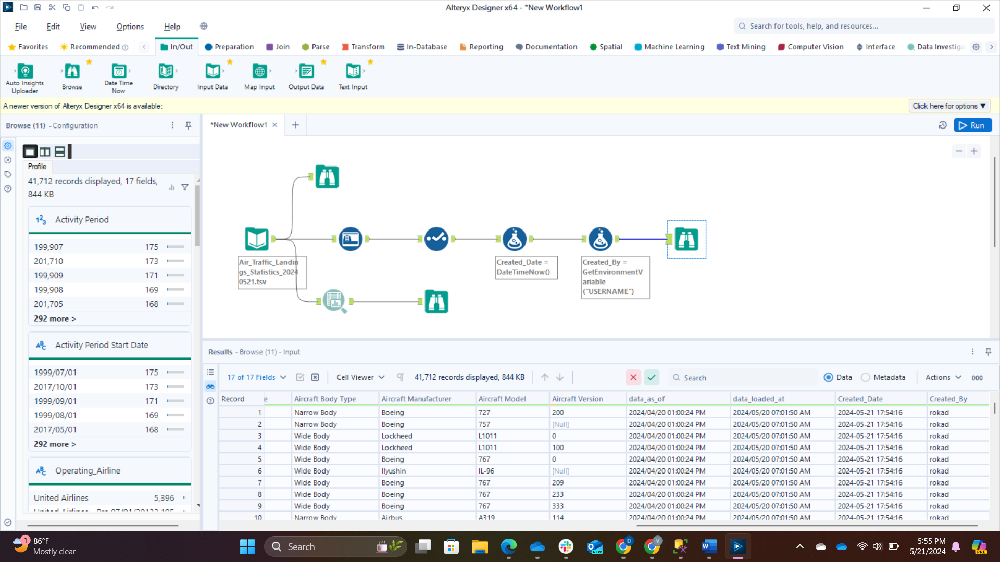 Alteryx Designer x64 - *New Workflow1
File Edit View Options Help
Search for tools, help, and resources...
Favorites Recommended In/Out Preparation Join Parse Transform In-Database Reporting Documentation Spatial Machine Learning Text Mining Computer Vision Interface Data Investiga
Auto Insights Uploader
Browse
Date Time Now
Directory
Input Data
Map Input
Output Data
Text Input
A newer version of Alteryx Designer x64 is available:
Click here for options ▼
Browse (11) - Configuration
*New Workflow1
Run
Profile
41,712 records displayed, 17 fields,
844 KB
123 Activity Period
199,907 175
201,710 173
199,909 171
199,908 169
201,705 168
292 more >
ABC Activity Period Start Date
1999/07/01 175
2017/10/01 173
1999/09/01 171
1999/08/01 169
2017/05/01 168
292 more >
ABC Operating_Airline
United Airlines 5,396
Air_Traffic_Landin
gs_Statistics_2024
0521.tsv
Created_Date =
DateTimeNow()
Created_By =
GetEnvironmentV
ariable
("USERNAME")
Results - Browse (11) - Input
17 of 17 Fields Cell Viewer 41,712 records displayed, 844 KB Search Data Metadata Actions 000
Record e Aircraft Body Type Aircraft Manufacturer Aircraft Model Aircraft Version data_as_of data_loaded_at Created_Date Created_By
1 Narrow Body Boeing 727 200 2024/04/20 01:00:24 PM 2024/05/20 07:01:50 AM 2024-05-21 17:54:16 rokad
2 Narrow Body Boeing 757 [Null] 2024/04/20 01:00:24 PM 2024/05/20 07:01:50 AM 2024-05-21 17:54:16 rokad
3 Wide Body Lockheed L1011 0 2024/04/20 01:00:24 PM 2024/05/20 07:01:50 AM 2024-05-21 17:54:16 rokad
4 Wide Body Lockheed L1011 100 2024/04/20 01:00:24 PM 2024/05/20 07:01:50 AM 2024-05-21 17:54:16 rokad
5 Wide Body Boeing 767 0 2024/04/20 01:00:24 PM 2024/05/20 07:01:50 AM 2024-05-21 17:54:16 rokad
6 Wide Body Ilyushin IL-96 [Null] 2024/04/20 01:00:24 PM 2024/05/20 07:01:50 AM 2024-05-21 17:54:16 rokad
7 Wide Body Boeing 767 209 2024/04/20 01:00:24 PM 2024/05/20 07:01:50 AM 2024-05-21 17:54:16 rokad
8 Wide Body Boeing 767 233 2024/04/20 01:00:24 PM 2024/05/20 07:01:50 AM 2024-05-21 17:54:16 rokad
9 Wide Body Boeing 767 333 2024/04/20 01:00:24 PM 2024/05/20 07:01:50 AM 2024-05-21 17:54:16 rokad
10 Narrow Body Airbus A319 114 2024/04/20 01:00:24 PM 2024/05/20 07:01:50 AM 2024-05-21 17:54:16 rokad
1
86°F
Mostly clear
Search
NEW
D
V
W
5:55 PM
5/21/2024
PRE